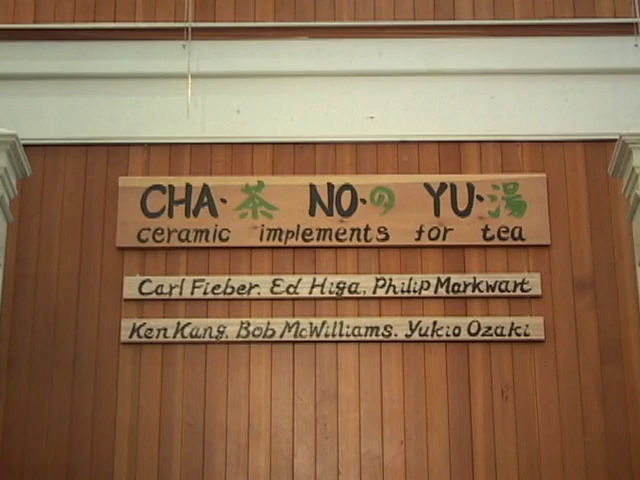 CHA·茶 NO·の YU·湯
ceramic implements for tea
Carl Fieber. Ed Higa. Philip Markwart
Ken Kang. Bob McWilliams. Yukio Ozaki